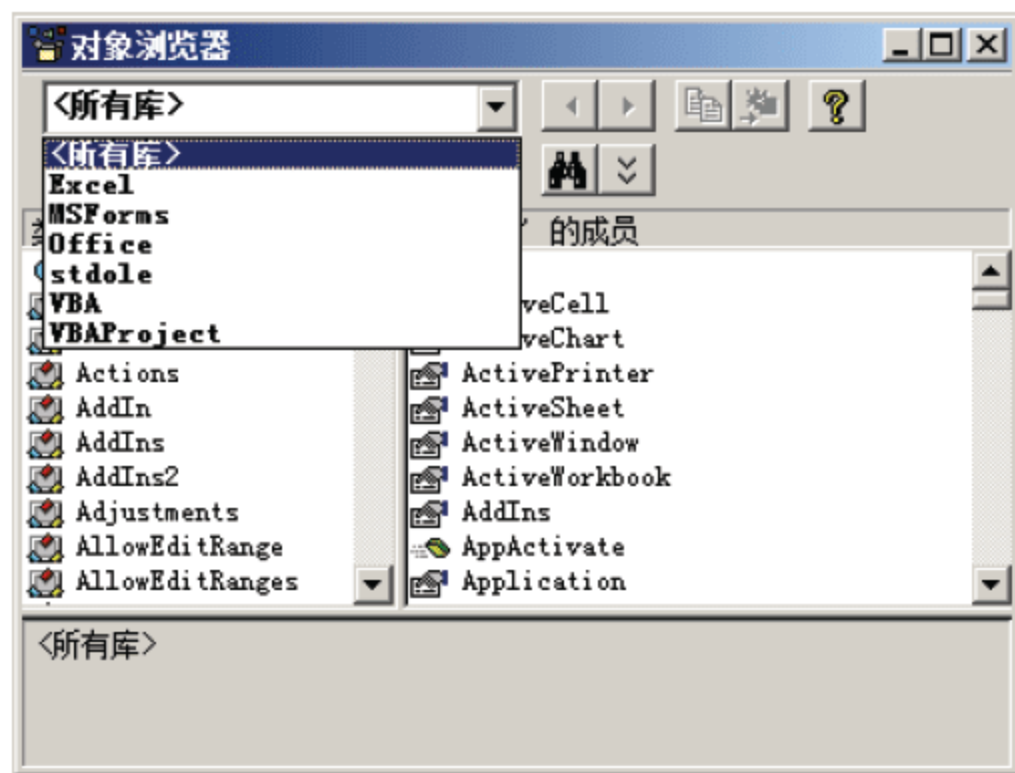 对象浏览器
<所有库>
<所有库>
Excel
MSForms
Office
stdole
VBA
VBAProject
的成员
veCell
veChart
Actions
ActivePrinter
AddIn
ActiveSheet
AddIns
ActiveWindow
AddIns2
ActiveWorkbook
Adjustments
AddIns
AllowEditRange
AppActivate
AllowEditRanges
Application
<所有库>